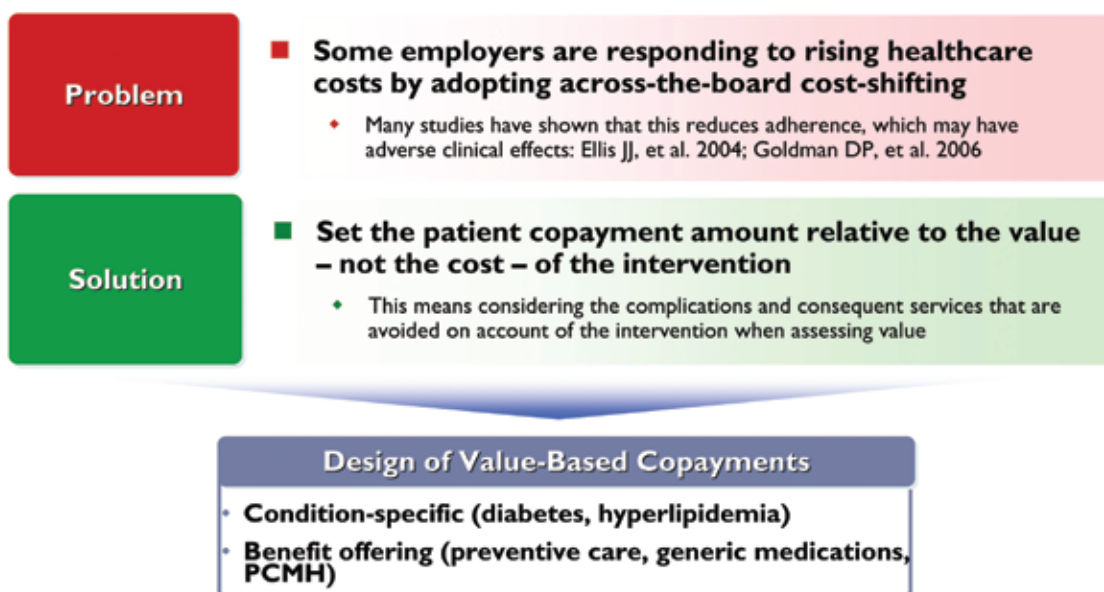 Problem
■ Some employers are responding to rising healthcare
costs by adopting across-the-board cost-shifting
◆ Many studies have shown that this reduces adherence, which may have
adverse clinical effects: Ellis JJ, et al. 2004; Goldman DP, et al. 2006
Solution
■ Set the patient copayment amount relative to the value
– not the cost – of the intervention
◆ This means considering the complications and consequent services that are
avoided on account of the intervention when assessing value
Design of Value-Based Copayments
• Condition-specific (diabetes, hyperlipidemia)
• Benefit offering (preventive care, generic medications,
PCMH)